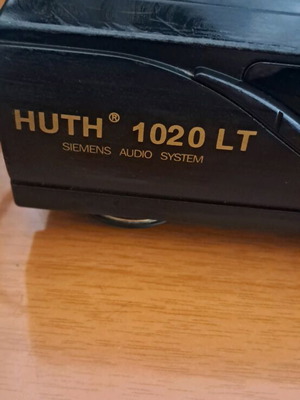 HUTH® 1020 LT
SIEMENS AUDIO SYSTEM